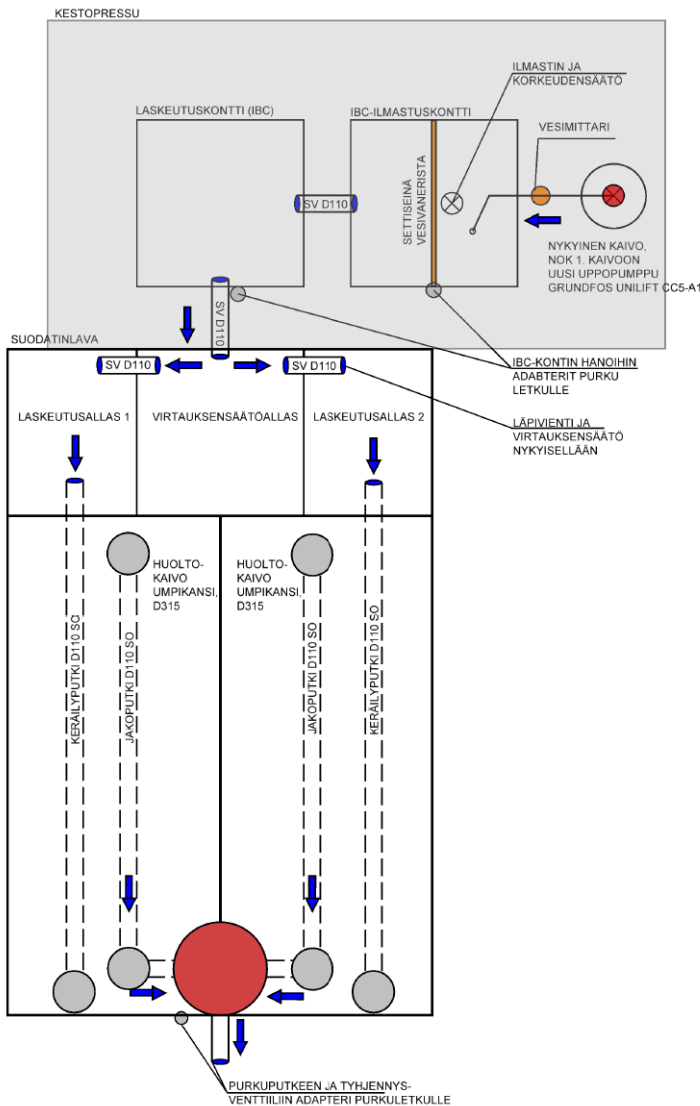 KESTOPRESSU
ILMASTIN JA
KORKEUDENSÄÄTÖ
LASKEUTUSKONTTI (IBC)
IBC-ILMASTUSKONTTI
VESIMITTARI
SV D110
SETTISEINÄ
VESIVANERISTA
NYKYINEN KAIVO,
NOK 1. KAIVOON
UUSI UPPOPUMPPU
GRUNDFOS UNILIFT CC5-A1
SV D110
SUODATINLAVA
SV D110
SV D110
IBC-KONTIN HANOIHIN
ADABTERIT PURKU
LETKULLE
LASKEUTUSALLAS 1
VIRTAUKSENSÄÄTÖALLAS
LASKEUTUSALLAS 2
LÄPIVIENTI JA
VIRTAUKSENSÄÄTÖ
NYKYISELLÄÄN
HUOLTO-
KAIVO
UMPIKANSI,
D315
HUOLTO-
KAIVO
UMPIKANSI,
D315
KERÄILYPUTKI D110 SO
JAKOPUTKI D110 SO
JAKOPUTKI D110 SO
KERÄILYPUTKI D110 SO
PURKUPUTKEEN JA TYHJENNYS-
VENTTIILIIN ADAPTERI PURKULETKULLE